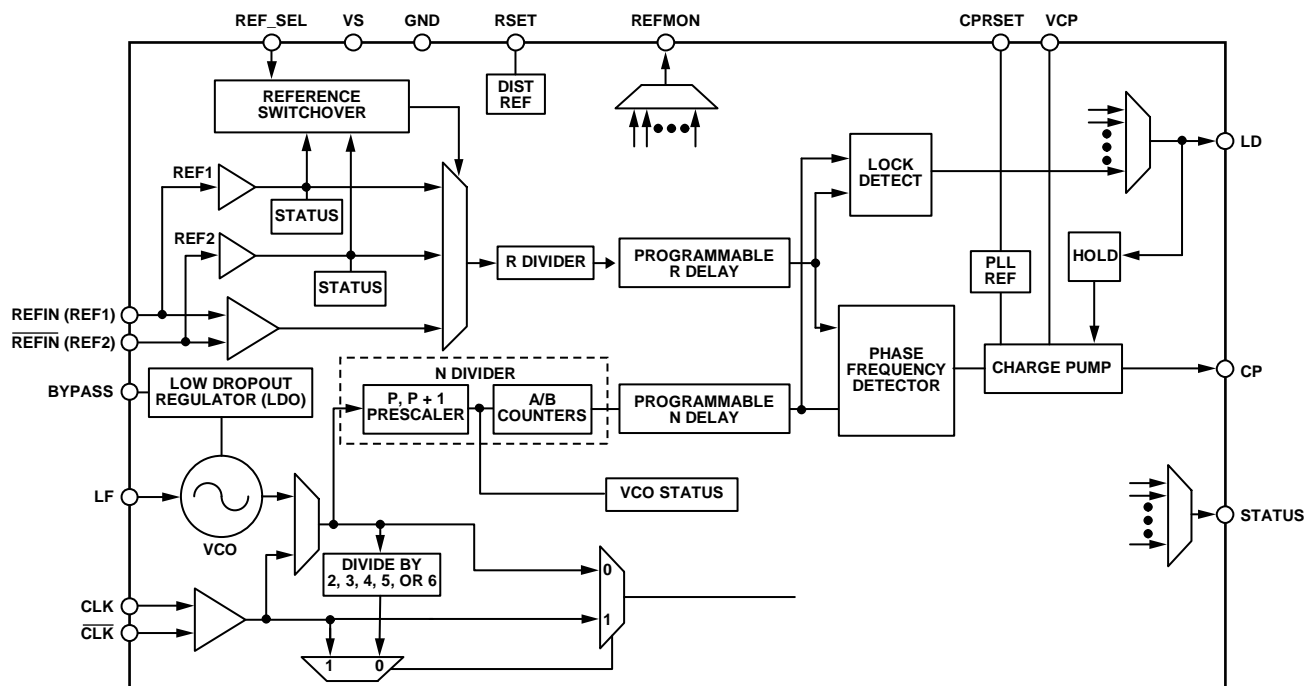 REF_SEL VS GND RSET REFMON CPRSET VCP
REFERENCE
SWITCHOVER
DIST
REF
LD
LOCK
DETECT
REF1
STATUS
REF2
STATUS
R DIVIDER
PROGRAMMABLE
R DELAY
PLL
REF
HOLD
REFIN (REF1)
REFIN (REF2)
N DIVIDER
PHASE
FREQUENCY
DETECTOR
CHARGE PUMP
CP
BYPASS
LOW DROPOUT
REGULATOR (LDO)
P, P + 1
PRESCALER
A/B
COUNTERS
PROGRAMMABLE
N DELAY
LF
VCO
VCO STATUS
STATUS
DIVIDE BY
2, 3, 4, 5, OR 6
0
1
CLK
CLK
1 0